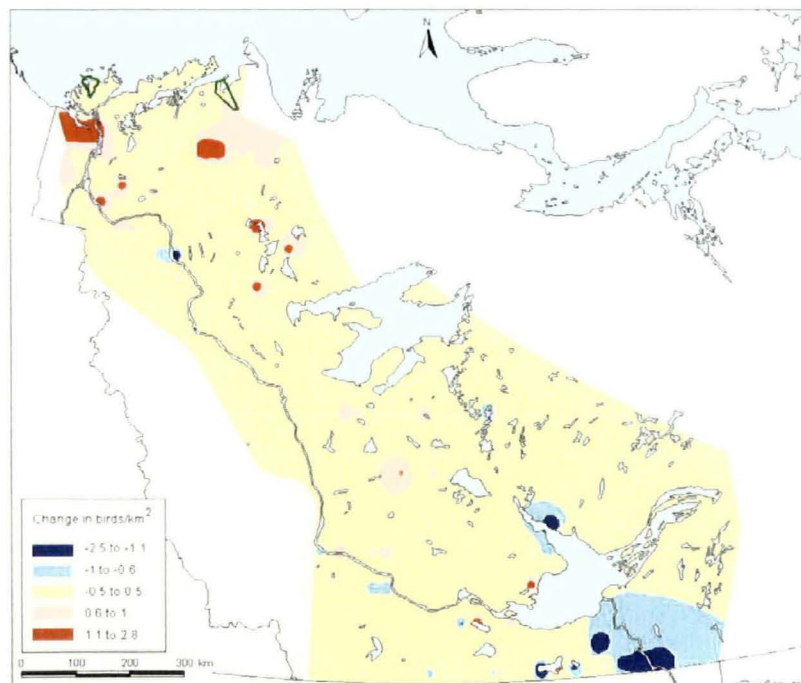 N
Change in birds/km²
-2.5 to -1.1
-1 to -0.6
-0.5 to 0.5
0.6 to 1
1.1 to 2.8
0 100 200 300 km